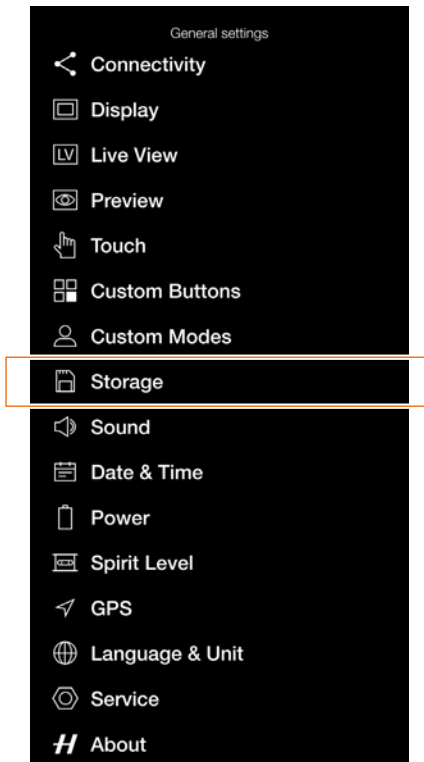 General settings
Connectivity
Display
LV Live View
Preview
Touch
Custom Buttons
Custom Modes
Storage
Sound
Date & Time
Power
Spirit Level
GPS
Language & Unit
Service
H About